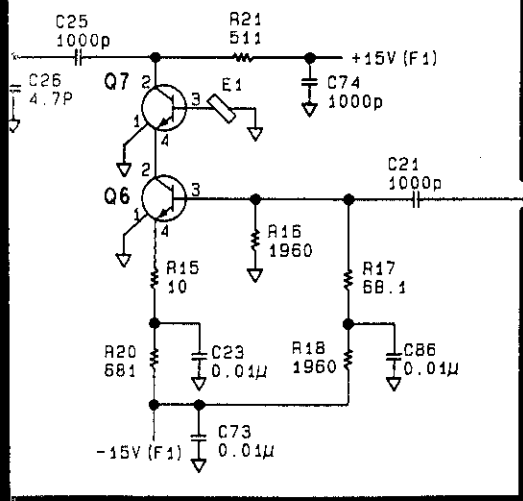 C25
1000p
R21
511
+15V (F1)
C26
4.7P
Q7
2
3
1
4
E1
C74
1000p
C21
1000p
Q6
2
3
1
4
R16
1960
R17
68.1
R15
10
R20
681
C23
0.01µ
R18
1960
C86
0.01µ
C73
0.01µ
-15V (F1)